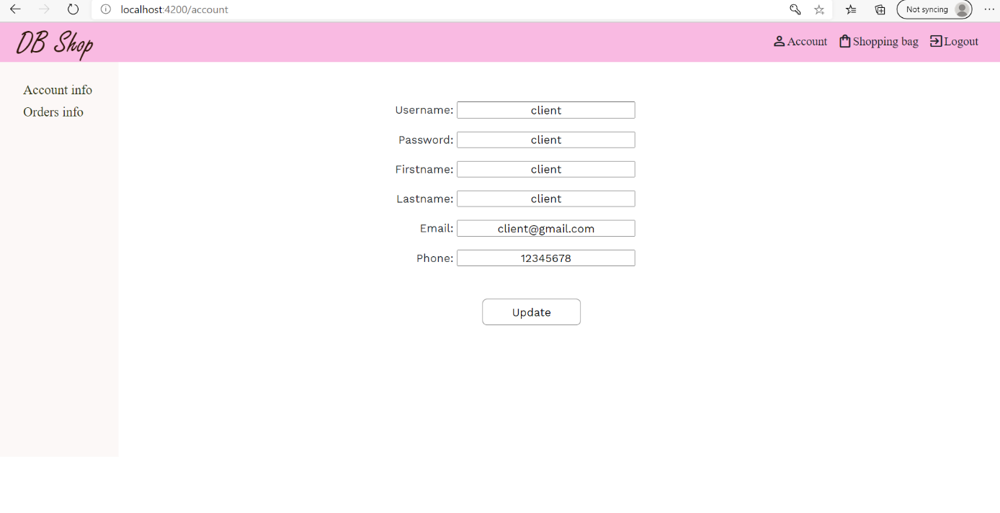 localhost:4200/account
Not syncing
DB Shop
Account Shopping bag Logout
Account info
Orders info
Username: client
Password: client
Firstname: client
Lastname: client
Email: client@gmail.com
Phone: 12345678
Update